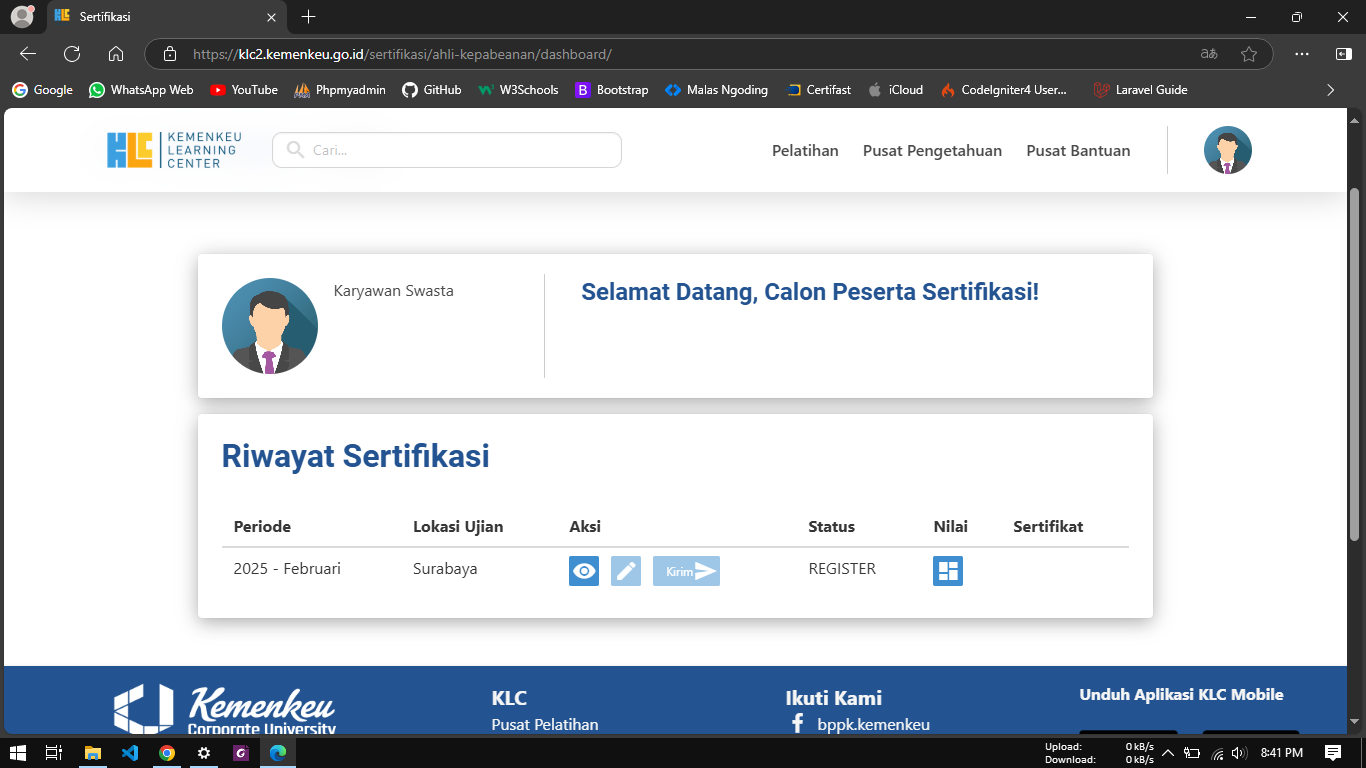 Sertifikasi
https://klc2.kemenkeu.go.id/sertifikasi/ahli-kepabeanan/dashboard/
aあ
Google WhatsApp Web YouTube Phpmyadmin GitHub W3Schools Bootstrap Malas Ngoding Certifast iCloud CodeIgniter4 User... Laravel Guide
KLC KEMENKEU
LEARNING
CENTER
Cari...
Pelatihan Pusat Pengetahuan Pusat Bantuan
Karyawan Swasta
Selamat Datang, Calon Peserta Sertifikasi!
Riwayat Sertifikasi
Periode Lokasi Ujian Aksi Status Nilai Sertifikat
2025 - Februari Surabaya Kirim REGISTER
Kemenkeu
Corporate University
KLC
Pusat Pelatihan
Ikuti Kami
bppk.kemenkeu
Unduh Aplikasi KLC Mobile
Upload: 0 kB/s
Download: 0 kB/s
8:41 PM